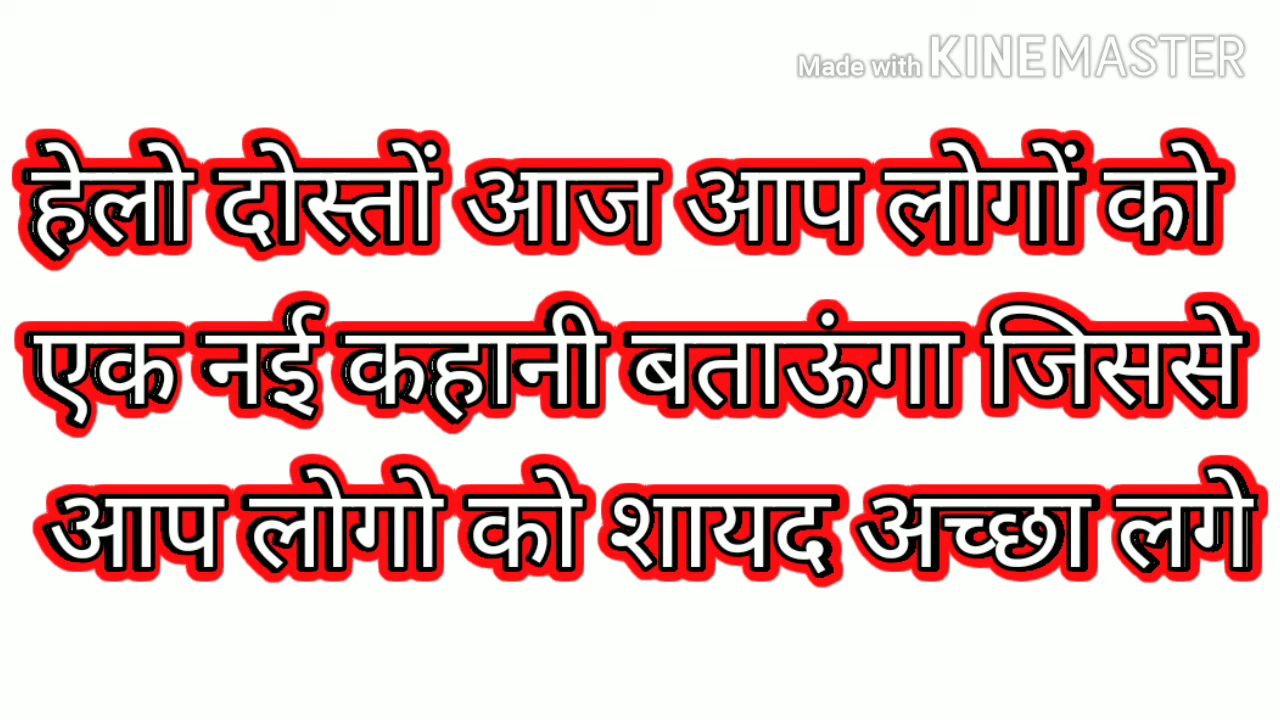 Made with KINEMASTER
हेलो दोस्तों आज आप लोगों को
एक नई कहानी बताऊंगा जिससे
आप लोगो को शायद अच्छा लगे